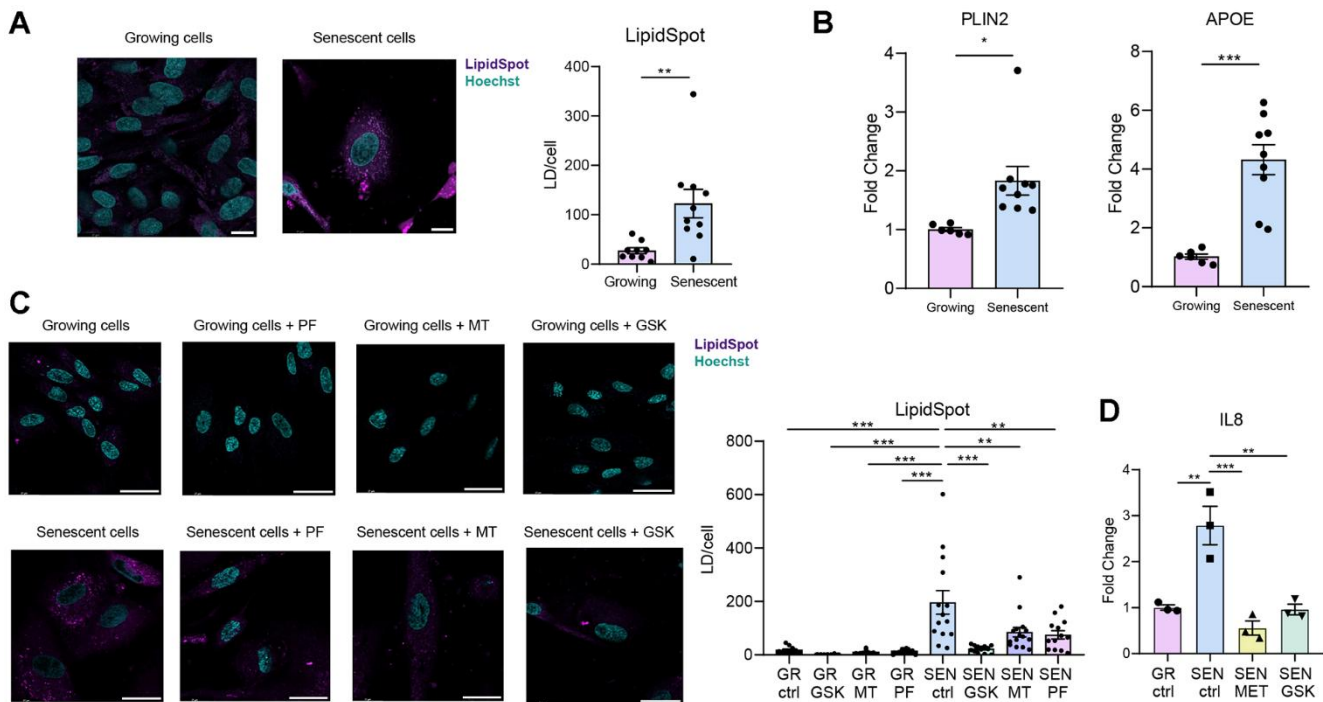 A
Growing cells
Senescent cells
LipidSpot
Hoechst
LipidSpot
**
LD/cell
400
300
200
100
0
Growing
Senescent
B
PLIN2
*
Fold Change
4
3
2
1
0
Growing
Senescent
APOE
***
Fold Change
8
6
4
2
0
Growing
Senescent
C
Growing cells
Growing cells + PF
Growing cells + MT
Growing cells + GSK
LipidSpot
Hoechst
Senescent cells
Senescent cells + PF
Senescent cells + MT
Senescent cells + GSK
LipidSpot
*** **
*** **
*** ***
***
LD/cell
800
600
400
200
0
GR ctrl
GR GSK
GR MT
GR PF
SEN ctrl
SEN GSK
SEN MT
SEN PF
D
IL8
**
** ***
Fold Change
4
3
2
1
0
GR ctrl
SEN ctrl
SEN MET
SEN GSK